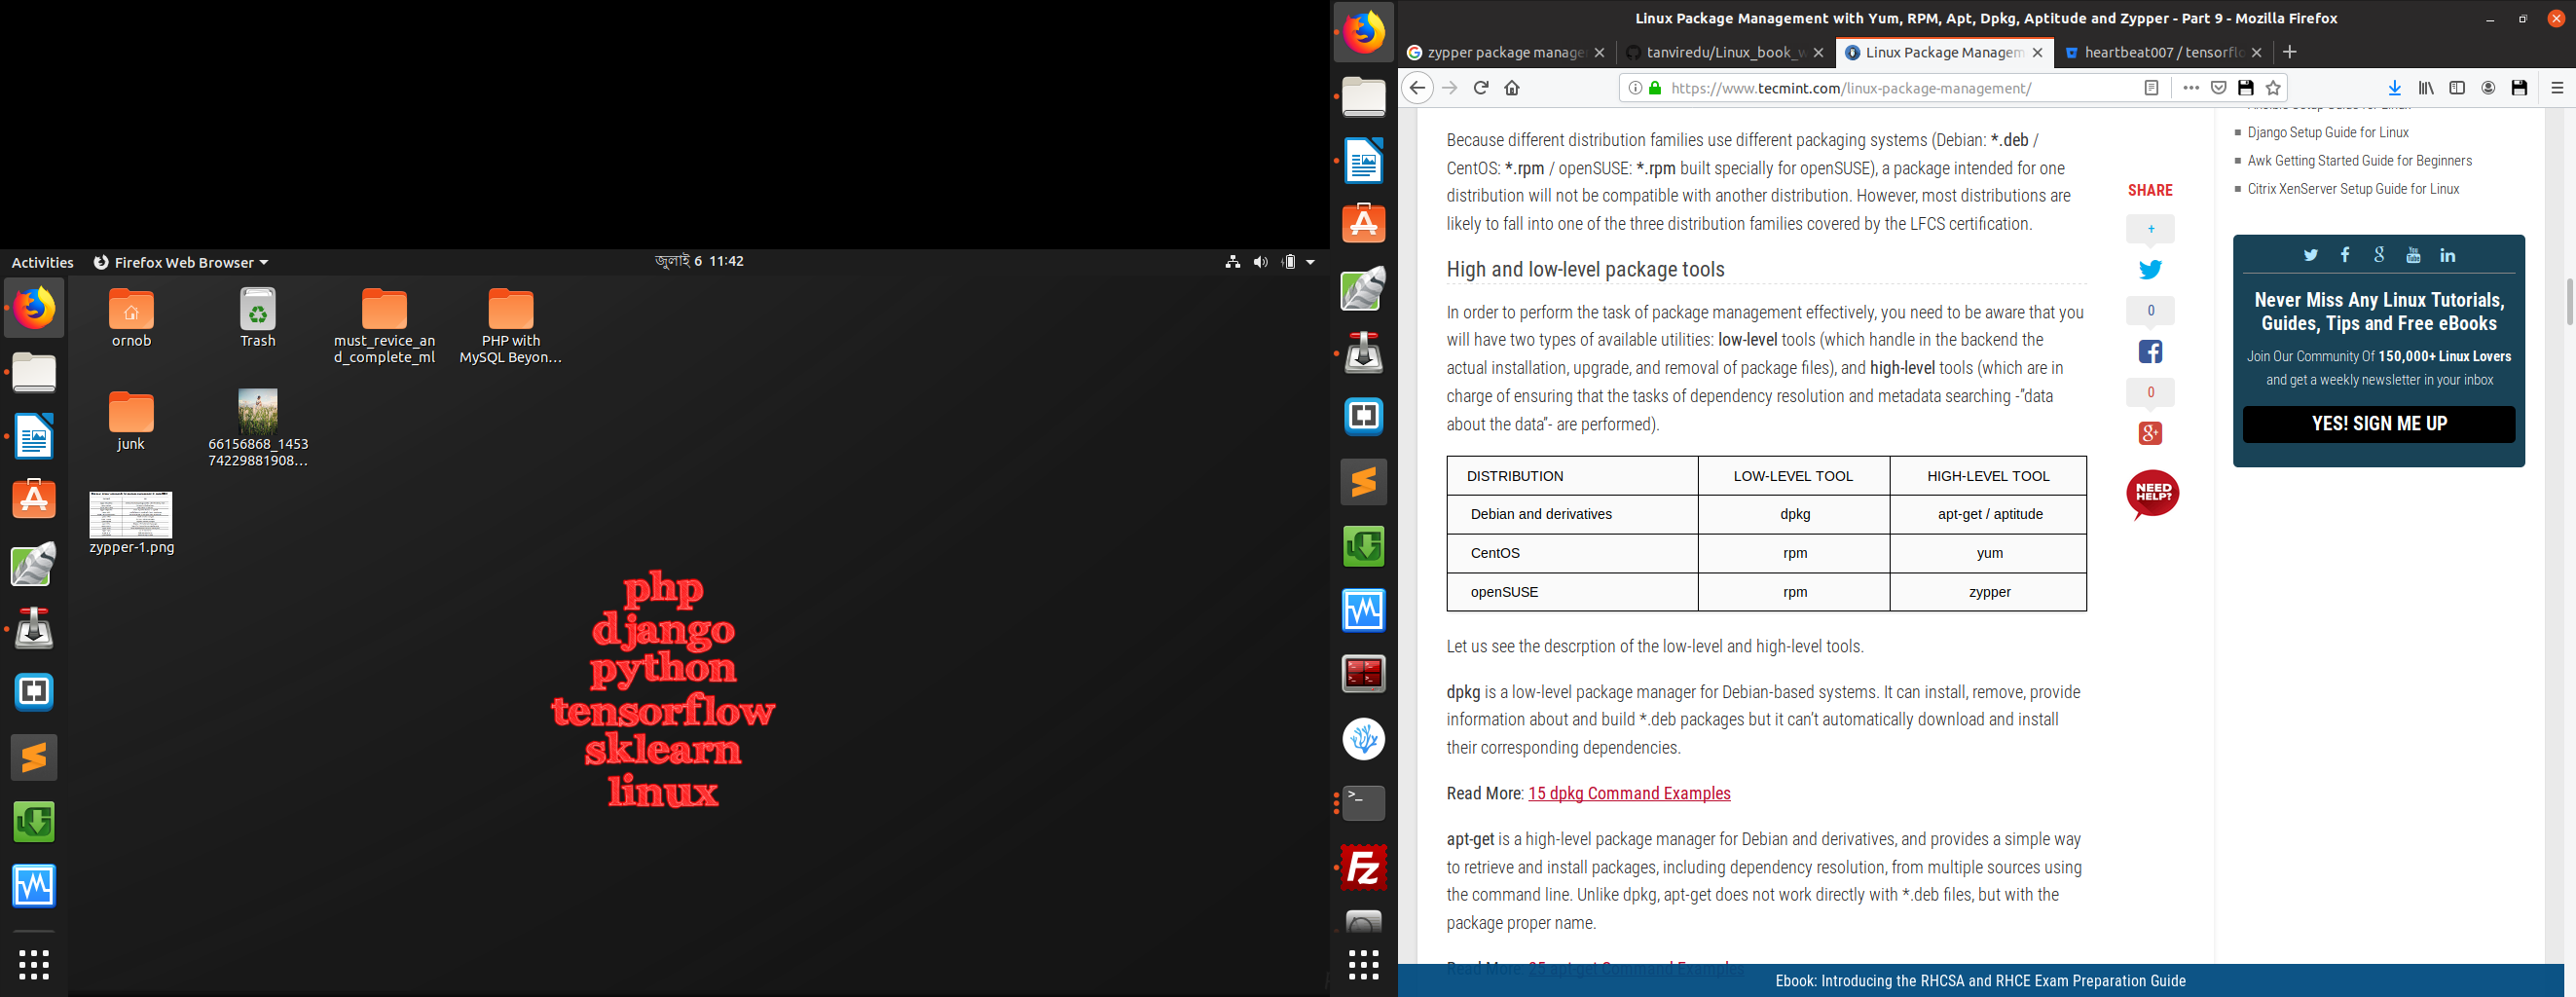 Activities
Firefox Web Browser
জুলাই 6 11:42
ornob
Trash
must_revice_an
d_complete_ml
PHP with
MySQL Beyon…
junk
66156868_1453
74229881908…
zypper-1.png
php
django
python
tensorflow
sklearn
linux
Linux Package Management with Yum, RPM, Apt, Dpkg, Aptitude and Zypper - Part 9 - Mozilla Firefox
zypper package manage
tanviredu/Linux_book_w
Linux Package Managem
heartbeat007 / tensorflo
https://www.tecmint.com/linux-package-management/
Because different distribution families use different packaging systems (Debian: *.deb /
CentOS: *.rpm / openSUSE: *.rpm built specially for openSUSE), a package intended for one
distribution will not be compatible with another distribution. However, most distributions are
likely to fall into one of the three distribution families covered by the LFCS certification.
High and low-level package tools
In order to perform the task of package management effectively, you need to be aware that you
will have two types of available utilities: low-level tools (which handle in the backend the
actual installation, upgrade, and removal of package files), and high-level tools (which are in
charge of ensuring that the tasks of dependency resolution and metadata searching -“data
about the data”- are performed).
DISTRIBUTION LOW-LEVEL TOOL HIGH-LEVEL TOOL
Debian and derivatives dpkg apt-get / aptitude
CentOS rpm yum
openSUSE rpm zypper
Let us see the descrption of the low-level and high-level tools.
dpkg is a low-level package manager for Debian-based systems. It can install, remove, provide
information about and build *.deb packages but it can’t automatically download and install
their corresponding dependencies.
Read More: 15 dpkg Command Examples
apt-get is a high-level package manager for Debian and derivatives, and provides a simple way
to retrieve and install packages, including dependency resolution, from multiple sources using
the command line. Unlike dpkg, apt-get does not work directly with *.deb files, but with the
package proper name.
Read More: 25 apt-get Command Examples
SHARE
+
0
0
NEED
HELP?
Django Setup Guide for Linux
Awk Getting Started Guide for Beginners
Citrix XenServer Setup Guide for Linux
Never Miss Any Linux Tutorials,
Guides, Tips and Free eBooks
Join Our Community Of 150,000+ Linux Lovers
and get a weekly newsletter in your inbox
YES! SIGN ME UP
Ebook: Introducing the RHCSA and RHCE Exam Preparation Guide